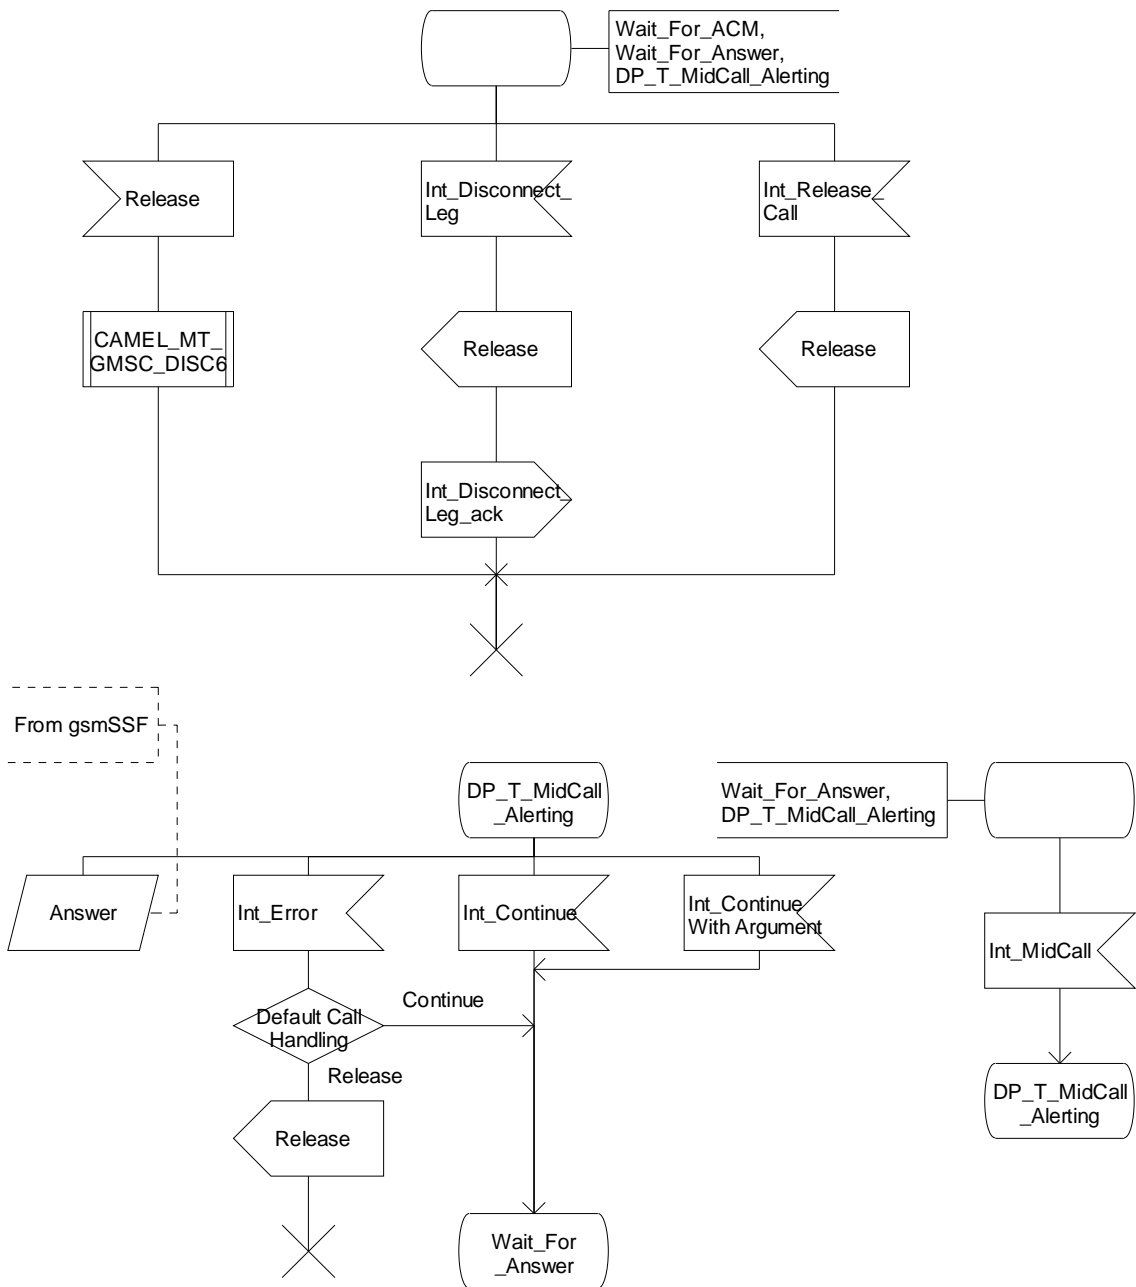 Wait_For_ACM,
Wait_For_Answer,
DP_T_MidCall_Alerting
Release
Int_Disconnect_
Leg
Int_Release_
Call
CAMEL_MT_
GMSC_DISC6
Release
Release
Int_Disconnect_
Leg_ack
From gsmSSF
DP_T_MidCall
_Alerting
Wait_For_Answer,
DP_T_MidCall_Alerting
Answer
Int_Error
Int_Continue
Int_Continue_
With Argument
Int_MidCall
Default Call
Handling
Continue
Release
Release
DP_T_MidCall
_Alerting
Wait_For
_Answer